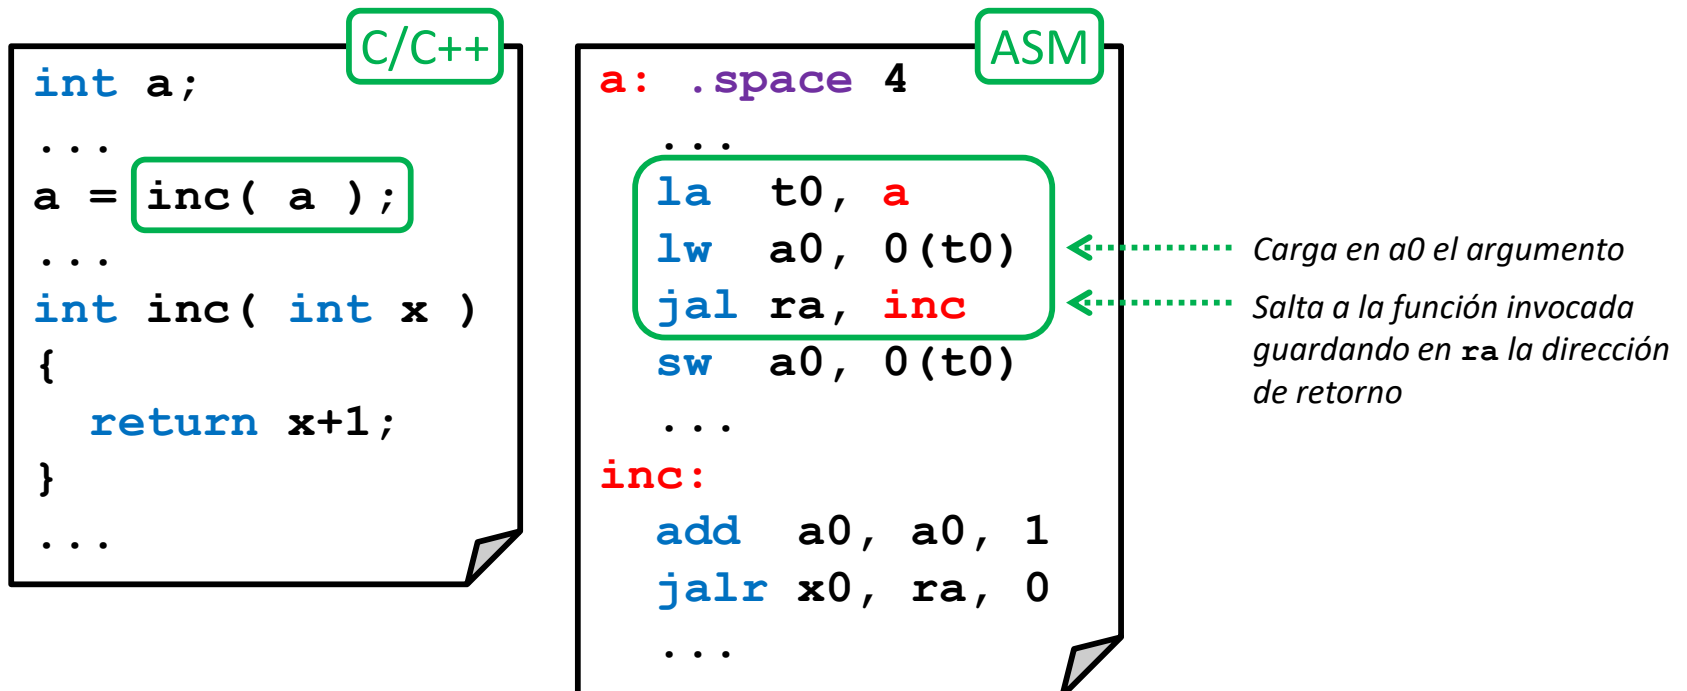 C/C++
int a;
...
a = inc( a );
...
int inc( int x )
{
return x+1;
}
...
ASM
a: .space 4
...
la t0, a
lw a0, 0(t0)
jal ra, inc
sw a0, 0(t0)
...
inc:
add a0, a0, 1
jalr x0, ra, 0
...
Carga en a0 el argumento
Salta a la función invocada
guardando en ra la dirección
de retorno